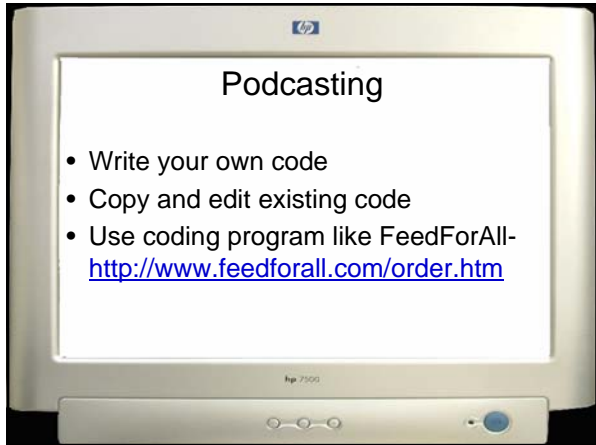 hp
Podcasting
• Write your own code
• Copy and edit existing code
• Use coding program like FeedForAll-
http://www.feedforall.com/order.htm
hp 7500